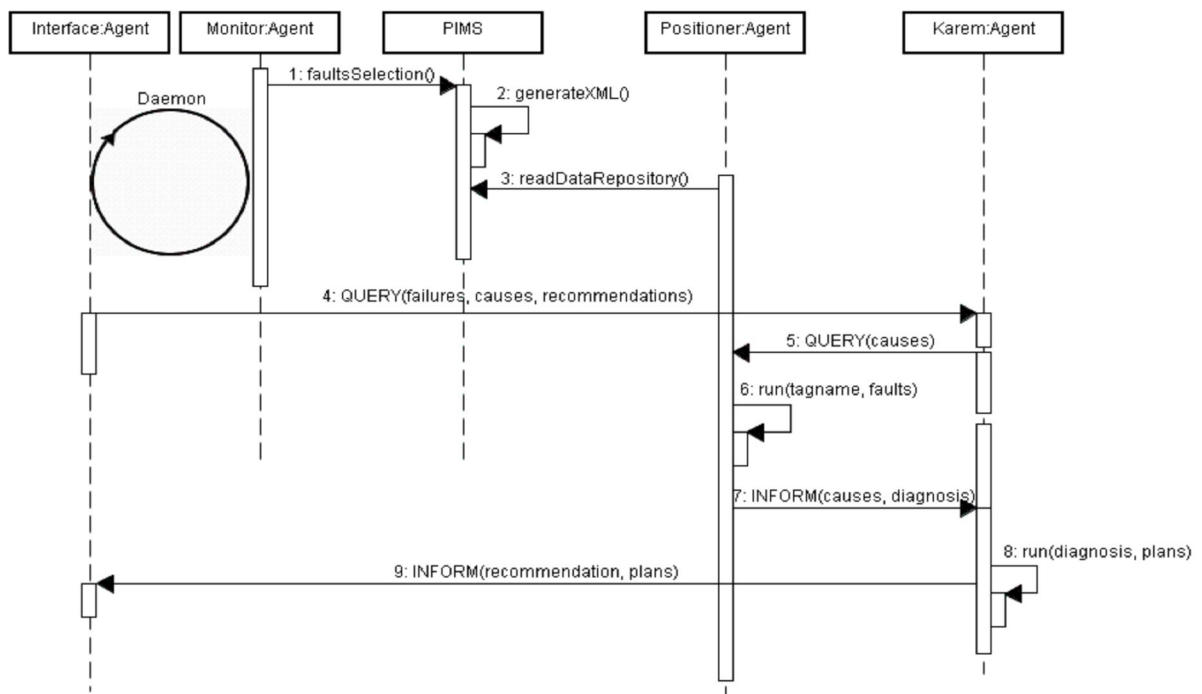 Interface:Agent
Monitor:Agent
PIMS
Positioner:Agent
Karem:Agent
1: faultsSelection()
Daemon
2: generateXML()
3: readDataRepository()
4: QUERY(failures, causes, recommendations)
5: QUERY(causes)
6: run(tagname, faults)
7: INFORM(causes, diagnosis)
8: run(diagnosis, plans)
9: INFORM(recommendation, plans)